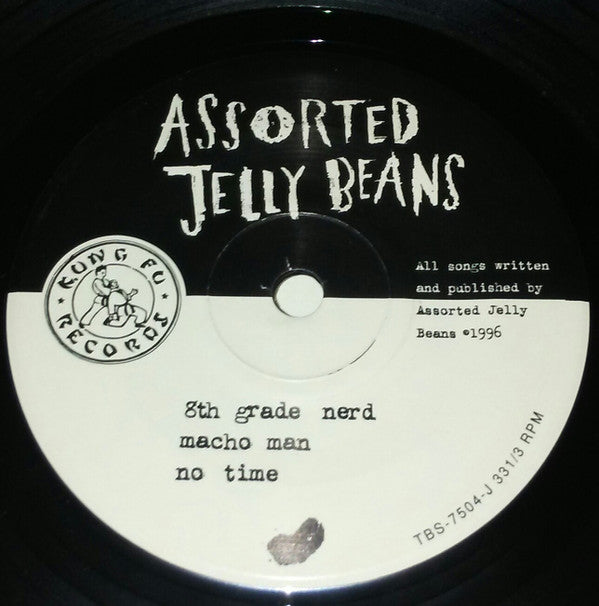 ASSORTED
JELLY BEANS
KUNG FU
RECORDS
All songs written
and published by
Assorted Jelly
Beans ©1996
8th grade nerd
macho man
no time
TBS-7504-J 331/3 RPM